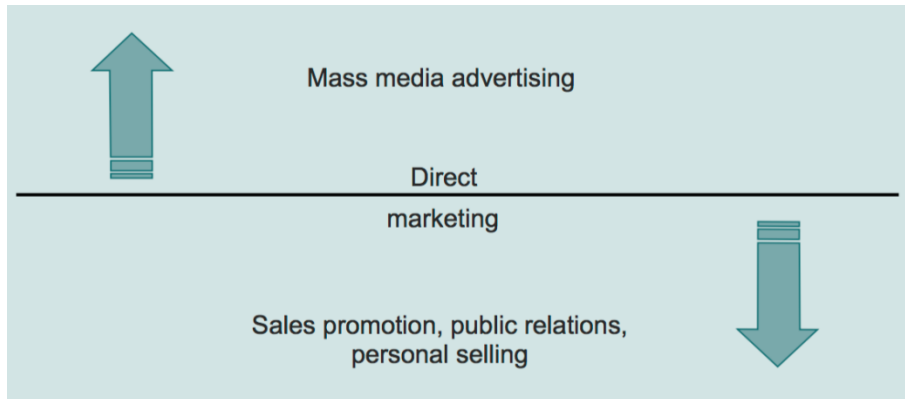 Mass media advertising
Direct
marketing
Sales promotion, public relations,
personal selling